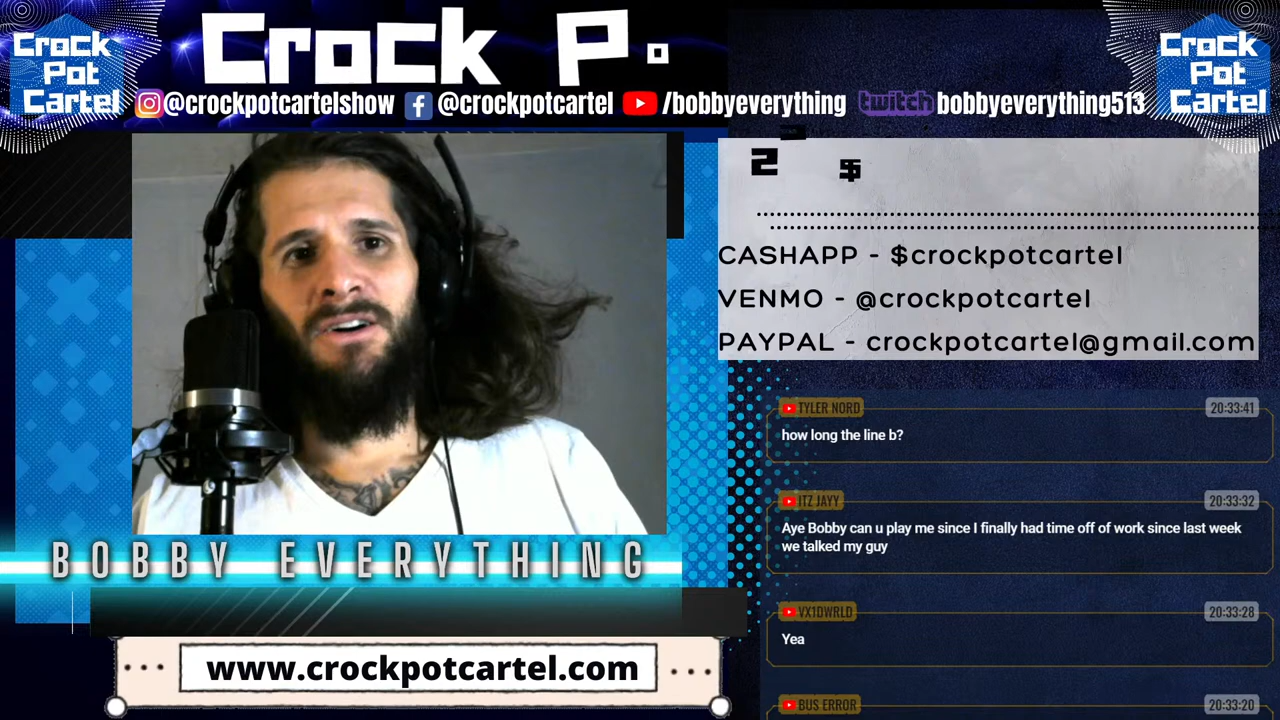 Crock
Pot
Cartel
Crock P
@crockpotcartelshow @crockpotcartel /bobbyeverything twitch bobbyeverything513
Crock
Pot
Cartel
2 $
CASHAPP - $crockpotcartel
VENMO - @crockpotcartel
PAYPAL - crockpotcartel@gmail.com
TYLER NORD 20:33:41
how long the line b?
ITZ JAYY 20:33:32
Aye Bobby can u play me since I finally had time off of work since last week
we talked my guy
VX1DWRLD 20:33:28
Yea
BUS ERROR 20:33:20
BOBBY EVERYTHING
www.crockpotcartel.com